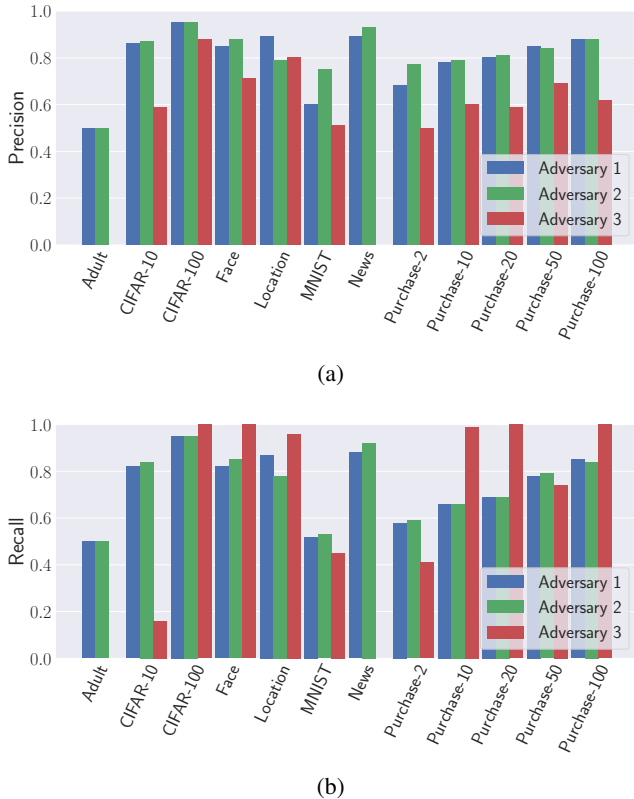 1.0
0.8
0.6
0.4
0.2
0.0
Precision
Adversary 1
Adversary 2
Adversary 3
Adult
CIFAR-10
CIFAR-100
Face
Location
MNIST
News
Purchase-2
Purchase-10
Purchase-20
Purchase-50
Purchase-100
(a)
1.0
0.8
0.6
0.4
0.2
0.0
Recall
Adversary 1
Adversary 2
Adversary 3
Adult
CIFAR-10
CIFAR-100
Face
Location
MNIST
News
Purchase-2
Purchase-10
Purchase-20
Purchase-50
Purchase-100
(b)